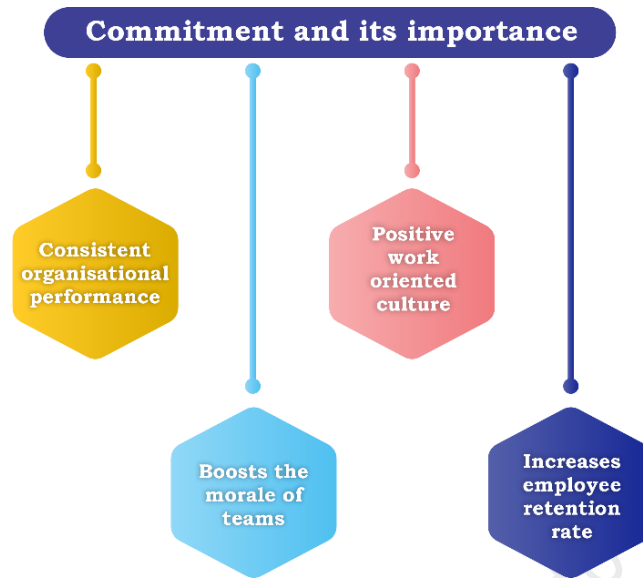 Commitment and its importance
Consistent
organisational
performance
Boosts the
morale of
teams
Positive
work
oriented
culture
Increases
employee
retention
rate